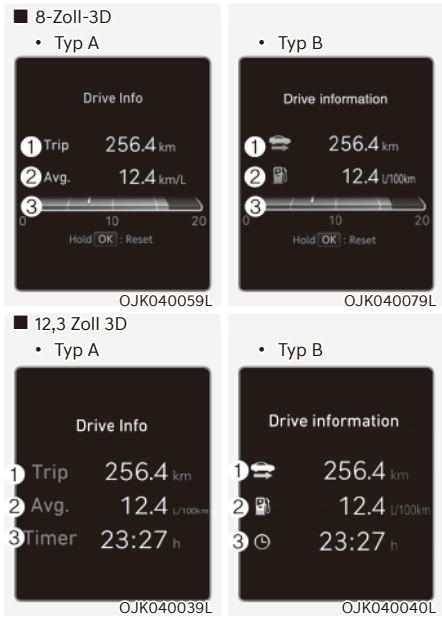 ■ 8-Zoll-3D
• Typ A
Drive Info
① Trip 256.4 km
② Avg. 12.4 km/L
③
0 10 20
Hold OK : Reset
OJK040059L
• Typ B
Drive information
① 256.4 km
② 12.4 L/100km
③
0 10 20
Hold OK : Reset
OJK040079L
■ 12,3 Zoll 3D
• Typ A
Drive Info
① Trip 256.4 km
② Avg. 12.4 L/100km
③ Timer 23:27 h
OJK040039L
• Typ B
Drive information
① 256.4 km
② 12.4 L/100km
③ 23:27 h
OJK040040L